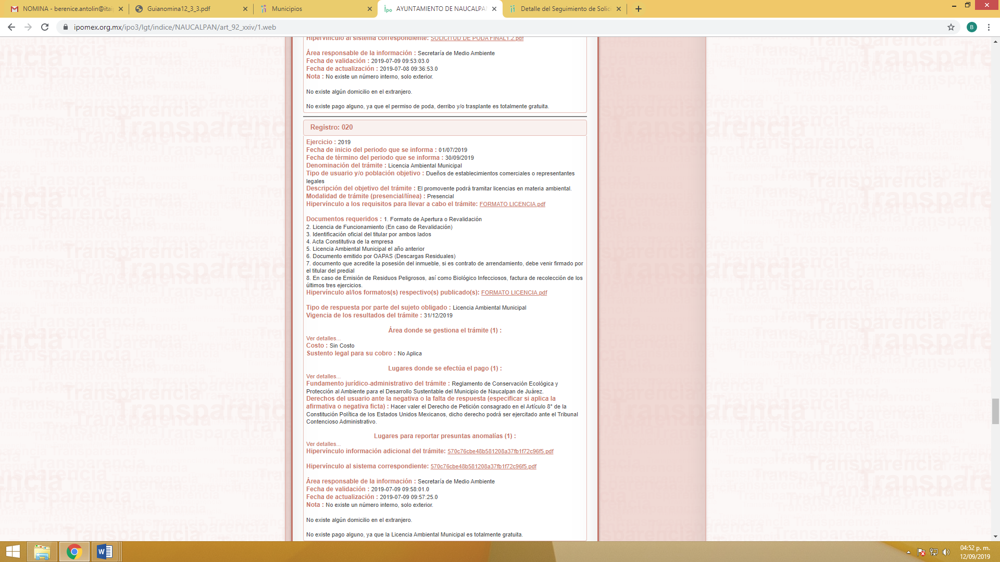 NOMINA - berenice.antolin@itai
Guianomina12_3_3.pdf
Municipios
AYUNTAMIENTO DE NAUCALPA
Detalle del Seguimiento de Solici
ipomex.org.mx/ipo3/lgt/indice/NAUCALPAN/art_92_xxiv/1.web
B
Hipervínculo al sistema correspondiente: SOLICITUD DE PODA FINAL1.2.pdf
Área responsable de la información : Secretaría de Medio Ambiente
Fecha de validación : 2019-07-09 09:53:03.0
Fecha de actualización : 2019-07-08 09:36:53.0
Nota : No existe un número interno, solo exterior.
No existe algún domicilio en el extranjero.
No existe pago alguno, ya que el permiso de poda, derribo y/o trasplante es totalmente gratuita.
Registro: 020
Ejercicio : 2019
Fecha de inicio del periodo que se informa : 01/07/2019
Fecha de término del periodo que se informa : 30/09/2019
Denominación del trámite : Licencia Ambiental Municipal
Tipo de usuario y/o población objetivo : Dueños de establecimientos comerciales o representantes
legales
Descripción del objetivo del trámite : El promovente podrá tramitar licencias en materia ambiental.
Modalidad de trámite (presencial/línea) : Presencial
Hipervínculo a los requisitos para llevar a cabo el trámite: FORMATO LICENCIA.pdf
Documentos requeridos : 1. Formato de Apertura o Revalidación
2. Licencia de Funcionamiento (En caso de Revalidación)
3. Identificación oficial del titular por ambos lados
4. Acta Constitutiva de la empresa
5. Licencia Ambiental Municipal el año anterior
6. Documento emitido por OAPAS (Descargas Residuales)
7. documento que acredite la posesión del inmueble, si es contrato de arrendamiento, debe venir firmado por
el titular del predial
8. En caso de Emisión de Residuos Peligrosos, así como Biológico Infecciosos, factura de recolección de los
últimos tres ejercicios.
Hipervínculo al/los formatos(s) respectivo(s) publicado(s): FORMATO LICENCIA.pdf
Tipo de respuesta por parte del sujeto obligado : Licencia Ambiental Municipal
Vigencia de los resultados del trámite : 31/12/2019
Área donde se gestiona el trámite (1) :
Ver detalles...
Costo : Sin Costo
Sustento legal para su cobro : No Aplica
Lugares donde se efectúa el pago (1) :
Ver detalles...
Fundamento jurídico-administrativo del trámite : Reglamento de Conservación Ecológica y
Protección al Ambiente para el Desarrollo Sustentable del Municipio de Naucalpan de Juárez.
Derechos del usuario ante la negativa o la falta de respuesta (especificar si aplica la
afirmativa o negativa ficta) : Hacer valer el Derecho de Petición consagrado en el Artículo 8° de la
Constitución Política de los Estados Unidos Mexicanos, dicho derecho podrá ser ejercitado ante el Tribunal
Contencioso Administrativo.
Lugares para reportar presuntas anomalías (1) :
Ver detalles...
Hipervínculo información adicional del trámite: 570c76cbe48b581208a37fb1f72c96f5.pdf
Hipervínculo al sistema correspondiente: 570c76cbe48b581208a37fb1f72c96f5.pdf
Área responsable de la información : Secretaría de Medio Ambiente
Fecha de validación : 2019-07-09 09:58:01.0
Fecha de actualización : 2019-07-09 09:57:25.0
Nota : No existe un número interno, solo exterior.
No existe algún domicilio en el extranjero.
No existe pago alguno, ya que la Licencia Ambiental Municipal es totalmente gratuita.
04:52 p. m.
12/09/2019